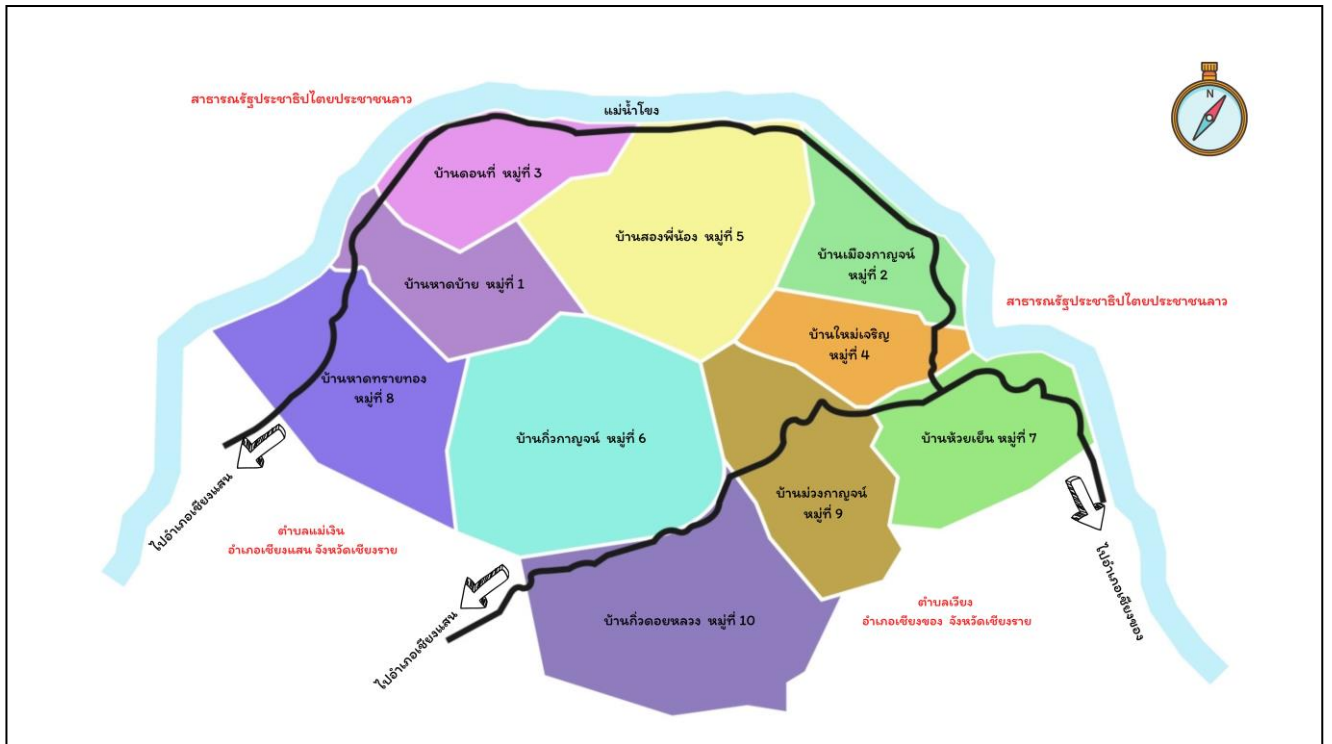 สาธารณรัฐประชาธิปไตยประชาชนลาว
แม่น้ำโขง
N
บ้านดอนที่ หมู่ที่ 3
บ้านสองพี่น้อง หมู่ที่ 5
บ้านเมืองกาญจน์
หมู่ที่ 2
บ้านหาดบ้าย หมู่ที่ 1
สาธารณรัฐประชาธิปไตยประชาชนลาว
บ้านใหม่เจริญ
หมู่ที่ 4
บ้านหาดทรายทอง
หมู่ที่ 8
บ้านกิ่วกาญจน์ หมู่ที่ 6
บ้านห้วยเย็น หมู่ที่ 7
บ้านม่วงกาญจน์
หมู่ที่ 9
ไปอำเภอเชียงแสน
ตำบลแม่เงิน
อำเภอเชียงแสน จังหวัดเชียงราย
ไปอำเภอเชียงของ
ไปอำเภอเชียงแสน
บ้านกิ่วดอยหลวง หมู่ที่ 10
ตำบลเวียง
อำเภอเชียงของ จังหวัดเชียงราย